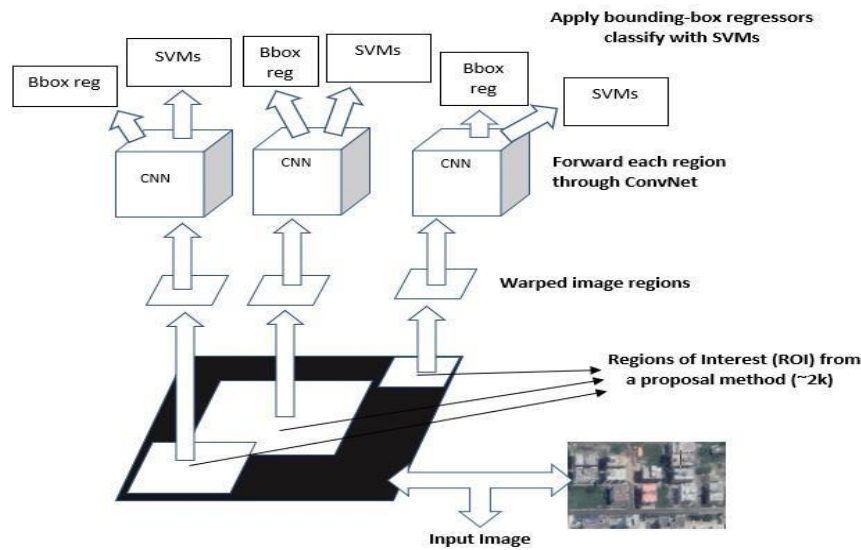 Apply bounding-box regressors
classify with SVMs
Bbox reg
SVMs
Bbox
reg
SVMs
Bbox
reg
SVMs
CNN
CNN
CNN
Forward each region
through ConvNet
Warped image regions
Regions of Interest (ROI) from
a proposal method (~2k)
Input Image